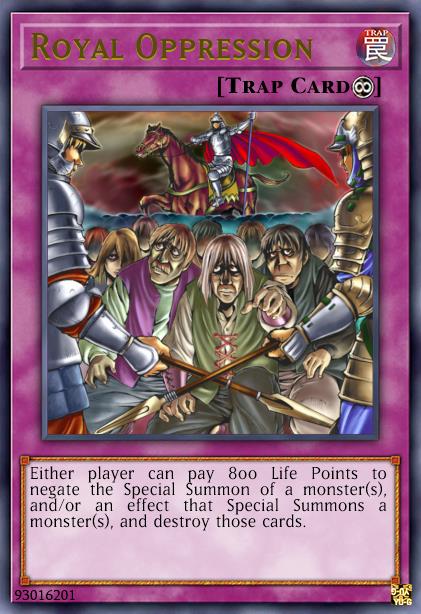 ROYAL OPPRESSION
TRAP
罠
[TRAP CARD]
Either player can pay 800 Life Points to
negate the Special Summon of a monster(s),
and/or an effect that Special Summons a
monster(s), and destroy those cards.
93016201